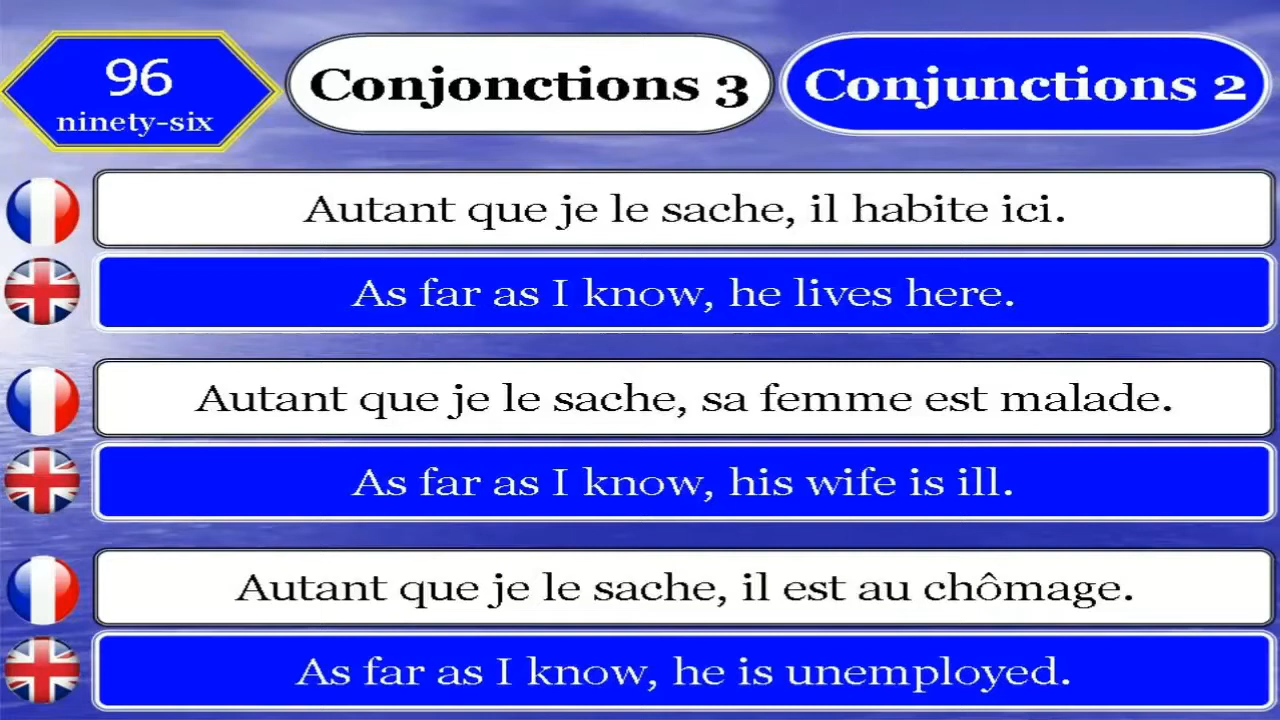 96
ninety-six
Conjonctions 3
Conjunctions 2
Autant que je le sache, il habite ici.
As far as I know, he lives here.
Autant que je le sache, sa femme est malade.
As far as I know, his wife is ill.
Autant que je le sache, il est au chômage.
As far as I know, he is unemployed.